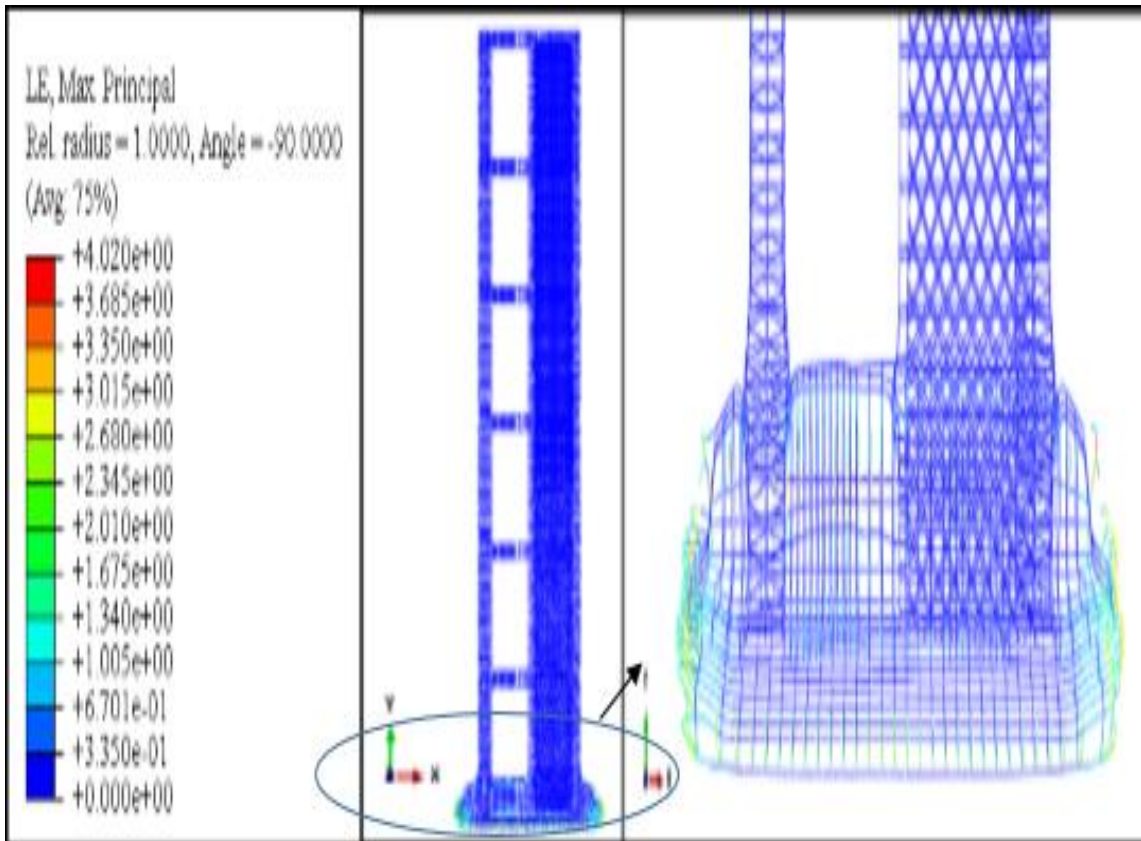 LE, Max. Principal
Rel. radius = 1.0000, Angle = -90.0000
(Avg: 75%)
+4.020e+00
+3.685e+00
+3.350e+00
+3.015e+00
+2.680e+00
+2.345e+00
+2.010e+00
+1.675e+00
+1.340e+00
+1.005e+00
+6.701e-01
+3.350e-01
+0.000e+00
Y
X